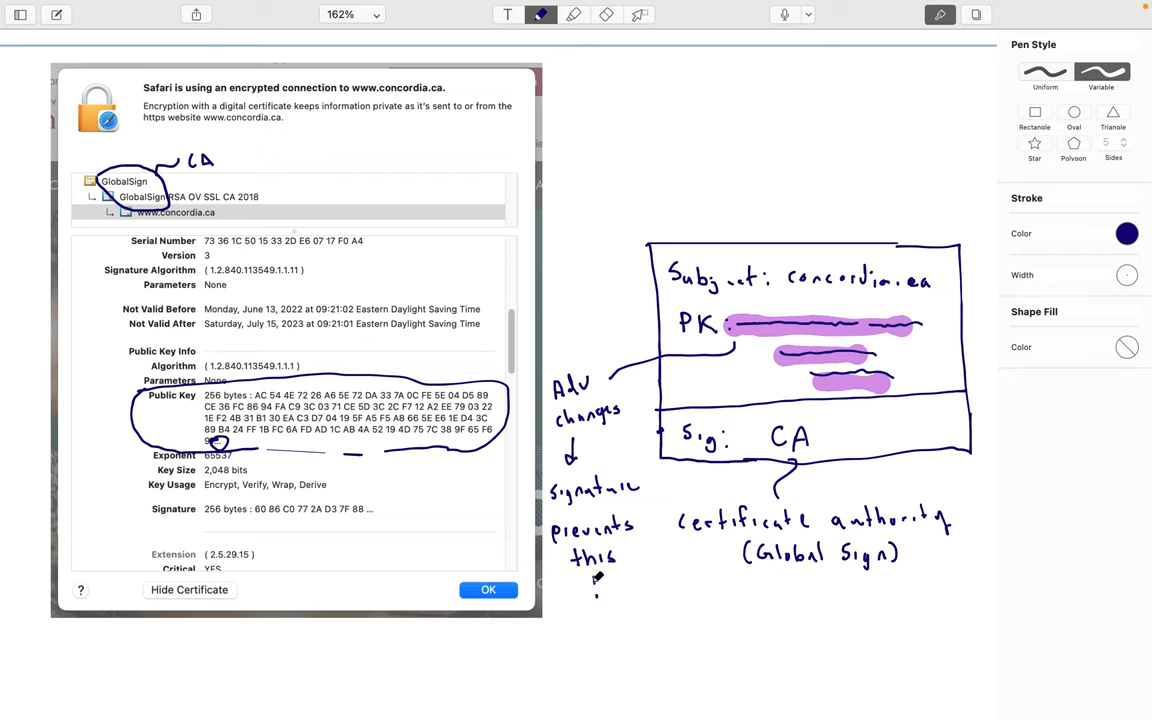 162%
T
Pen Style
Uniform
Variable
Rectangle
Oval
Triangle
Star
Polygon
5
Sides
Stroke
Color
Width
Shape Fill
Color
Safari is using an encrypted connection to www.concordia.ca.
Encryption with a digital certificate keeps information private as it's sent to or from the
https website www.concordia.ca.
CA
GlobalSign
GlobalSign RSA OV SSL CA 2018
www.concordia.ca
Serial Number 73 36 1C 50 15 33 2D E6 07 17 F0 A4
Version 3
Signature Algorithm ( 1.2.840.113549.1.1.11 )
Parameters None
Not Valid Before Monday, June 13, 2022 at 09:21:02 Eastern Daylight Saving Time
Not Valid After Saturday, July 15, 2023 at 09:21:01 Eastern Daylight Saving Time
Public Key Info
Algorithm ( 1.2.840.113549.1.1.1 )
Parameters None
Public Key 256 bytes : AC 54 4E 72 26 A6 5E 72 DA 33 7A 0C FE 5E 04 D5 89
CE 36 FC 86 94 FA C9 3C 03 71 CE 5D 3C 2C F7 12 A2 EE 79 03 22
1E F2 4B 31 B1 30 EA C3 D7 04 19 5F A5 F5 A8 66 5E E6 1E D4 3C
89 B4 24 FF 1B FC 6A FD AD 1C AB 4A 52 19 4D 75 7C 38 9F 65 F6
Exponent 65537
Key Size 2,048 bits
Key Usage Encrypt, Verify, Wrap, Derive
Signature 256 bytes : 60 86 C0 77 2A D3 7F 88 ...
Extension ( 2.5.29.15 )
Critical YES
?
Hide Certificate
OK
Subject: concordia.ca
PK:
Sig: CA
certificate authority
(Global Sign)
Adv
changes
signature
prevents
this